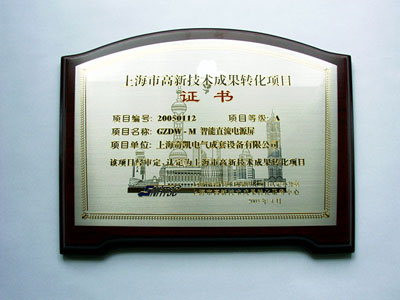 上海市高新技术成果转化项目
证书
项目编号: 20050112 项目等级: A
项目名称: GZDW-M 智能直流电源屏
项目单位: 上海奇凯电气成套设备有限公司
该项目经审定、认定为上海市高新技术成果转化项目